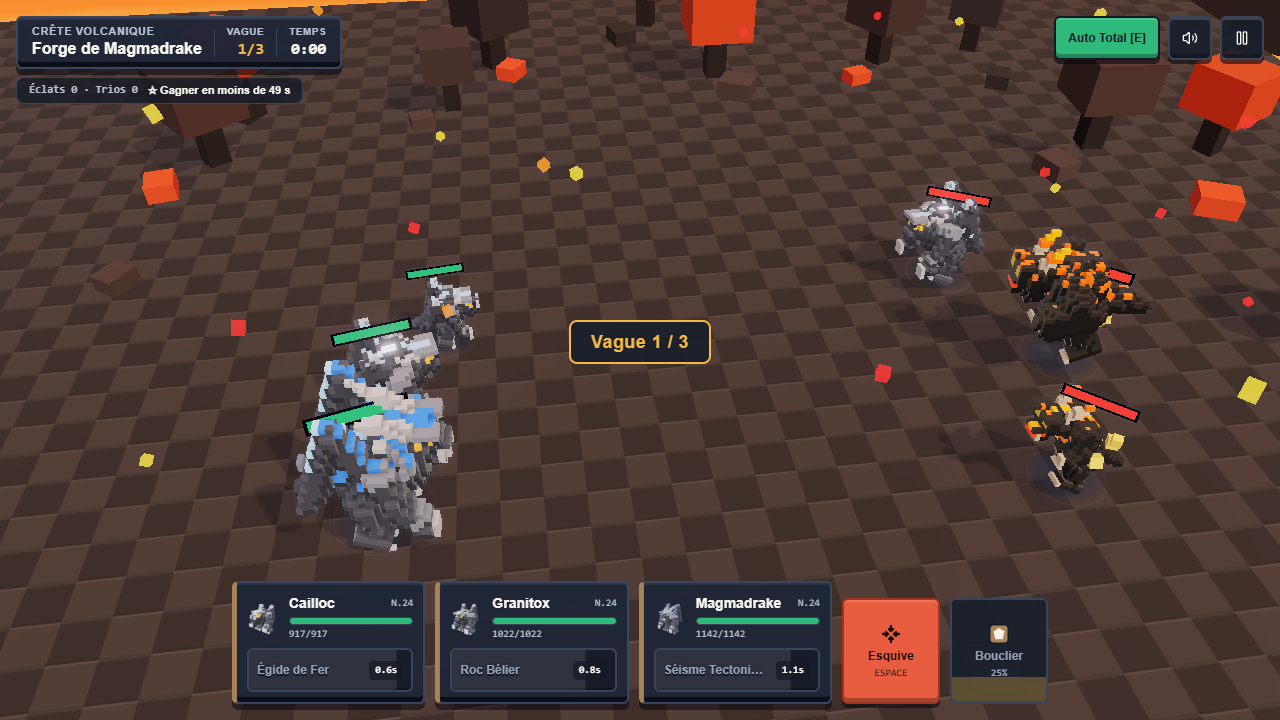 CRÊTE VOLCANIQUE
Forge de Magmadrake
VAGUE
1/3
TEMPS
0:00
Éclats 0 · Trios 0 ★ Gagner en moins de 49 s
Auto Total [E]
Vague 1 / 3
Cailloc N.24
917/917
Égide de Fer 0.6s
Granitox N.24
1022/1022
Roc Bélier 0.8s
Magmadrake N.24
1142/1142
Séisme Tectoni... 1.1s
Esquive
ESPACE
Bouclier
25%